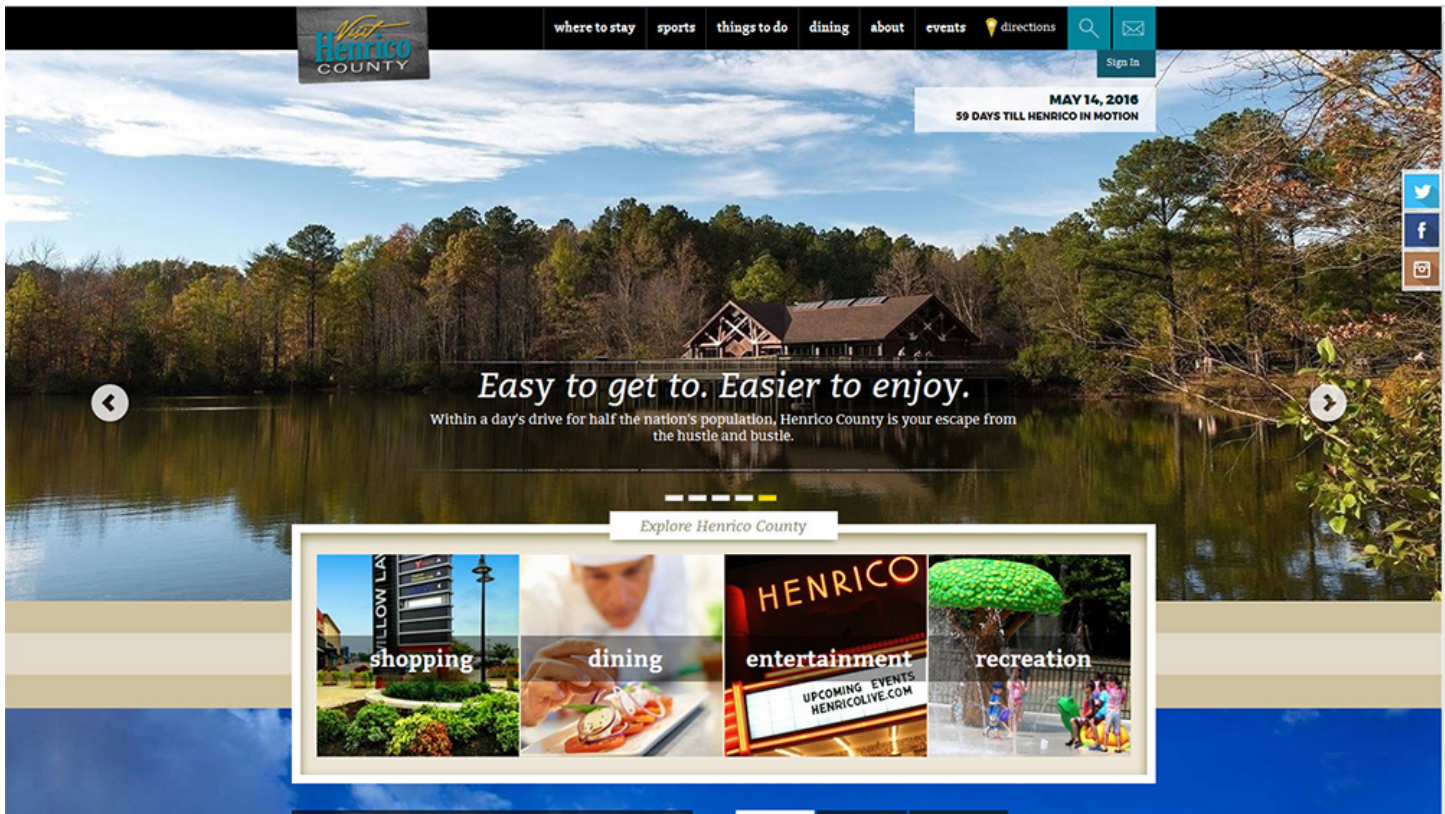 Visit
Henrico
COUNTY
where to stay
sports
things to do
dining
about
events
directions
Sign In
MAY 14, 2016
59 DAYS TILL HENRICO IN MOTION
Easy to get to. Easier to enjoy.
Within a day's drive for half the nation's population, Henrico County is your escape from
the hustle and bustle.
Explore Henrico County
WILLOW LA
shopping
dining
HENRICO
entertainment
UPCOMING EVENTS
HENRICOLIVE.COM
recreation